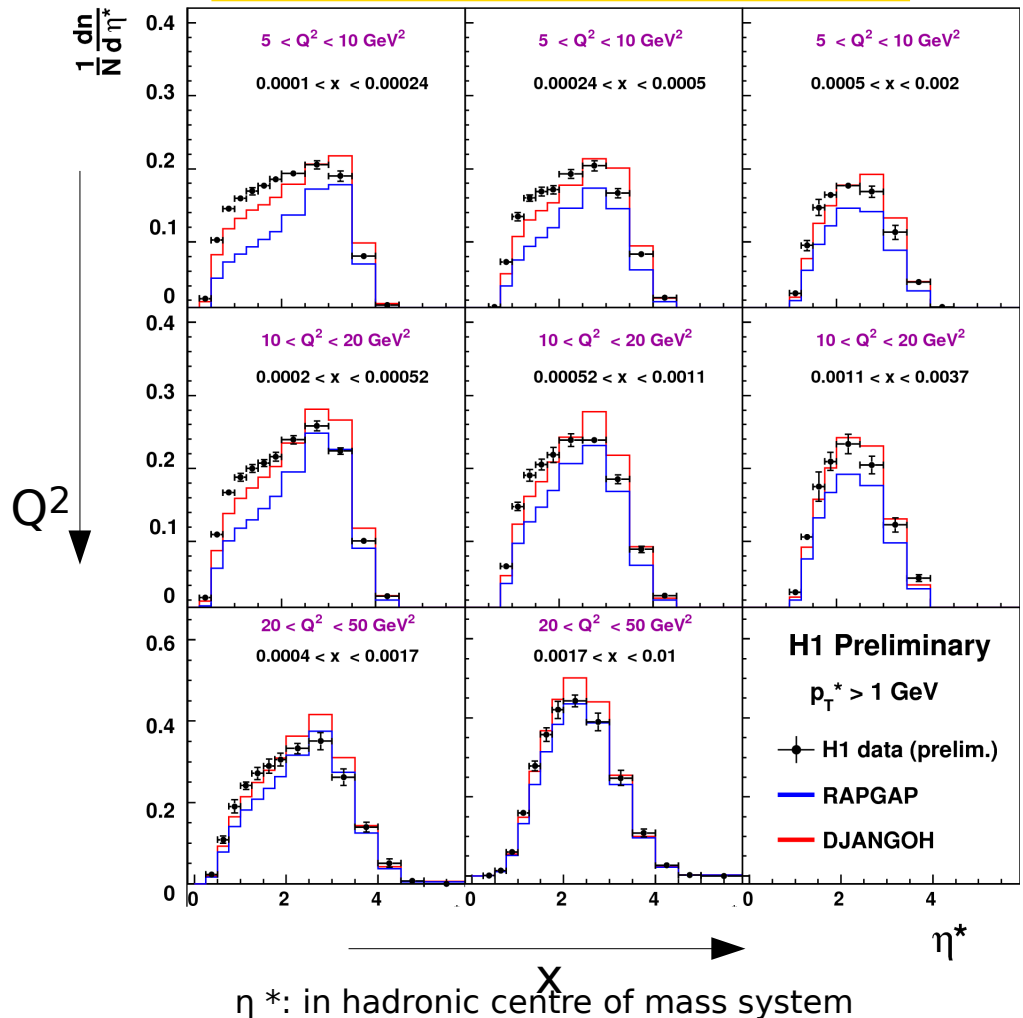 1 dn
N d η*
5 < Q² < 10 GeV²
0.0001 < x < 0.00024
5 < Q² < 10 GeV²
0.00024 < x < 0.0005
5 < Q² < 10 GeV²
0.0005 < x < 0.002
0.4
0.3
0.2
0.1
0
10 < Q² < 20 GeV²
0.0002 < x < 0.00052
10 < Q² < 20 GeV²
0.00052 < x < 0.0011
10 < Q² < 20 GeV²
0.0011 < x < 0.0037
0.4
0.3
0.2
0.1
0
Q²
20 < Q² < 50 GeV²
0.0004 < x < 0.0017
20 < Q² < 50 GeV²
0.0017 < x < 0.01
0.6
0.4
0.2
0
H1 Preliminary
p_T* > 1 GeV
H1 data (prelim.)
RAPGAP
DJANGOH
0 2 4 0 2 4 0 2 4
η*
x
η *: in hadronic centre of mass system